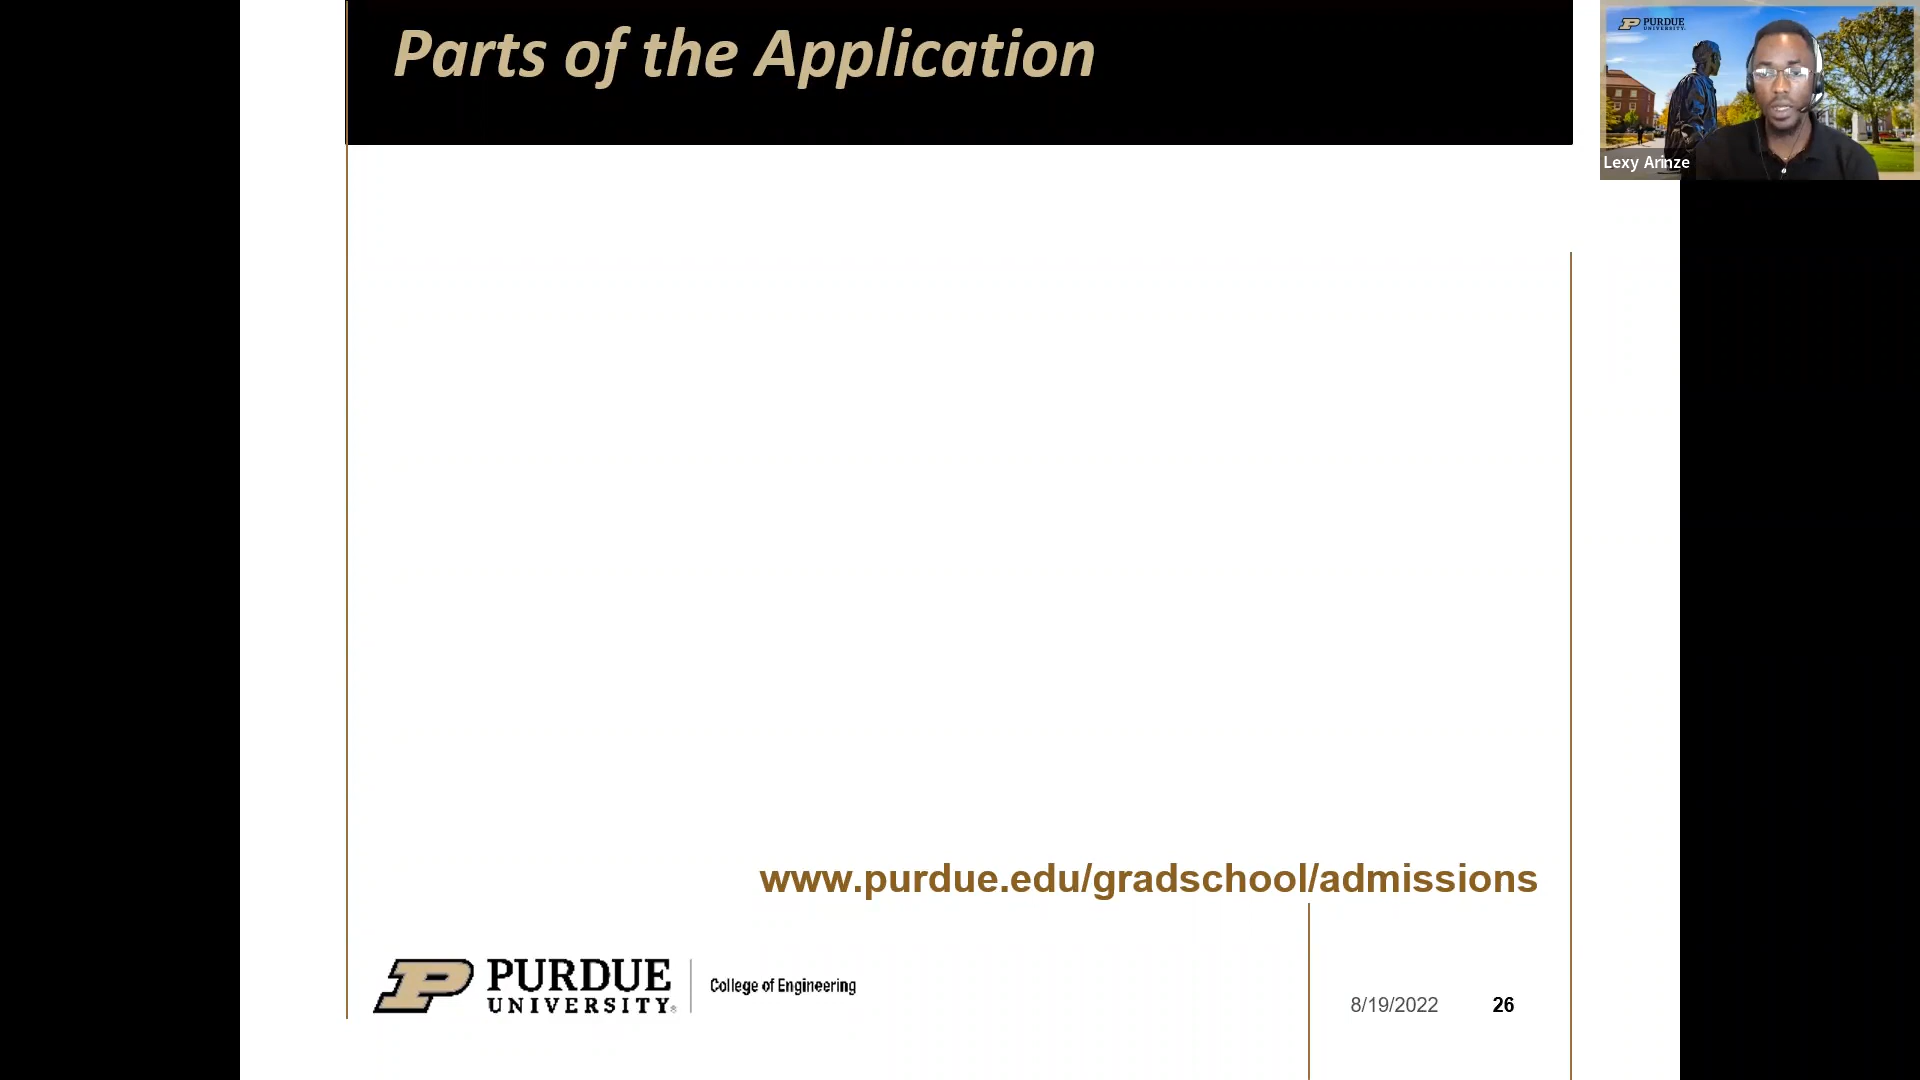 Parts of the Application
PURDUE
UNIVERSITY
Lexy Arinze
www.purdue.edu/gradschool/admissions
PURDUE
UNIVERSITY®
College of Engineering
8/19/2022
26